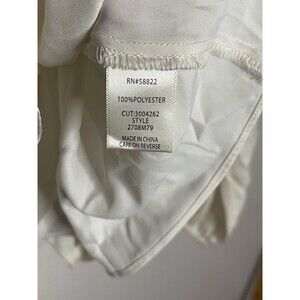 RN#58822
100%POLYESTER
CUT:3004262
STYLE
2708M79
MADE IN CHINA
CARE ON REVERSE